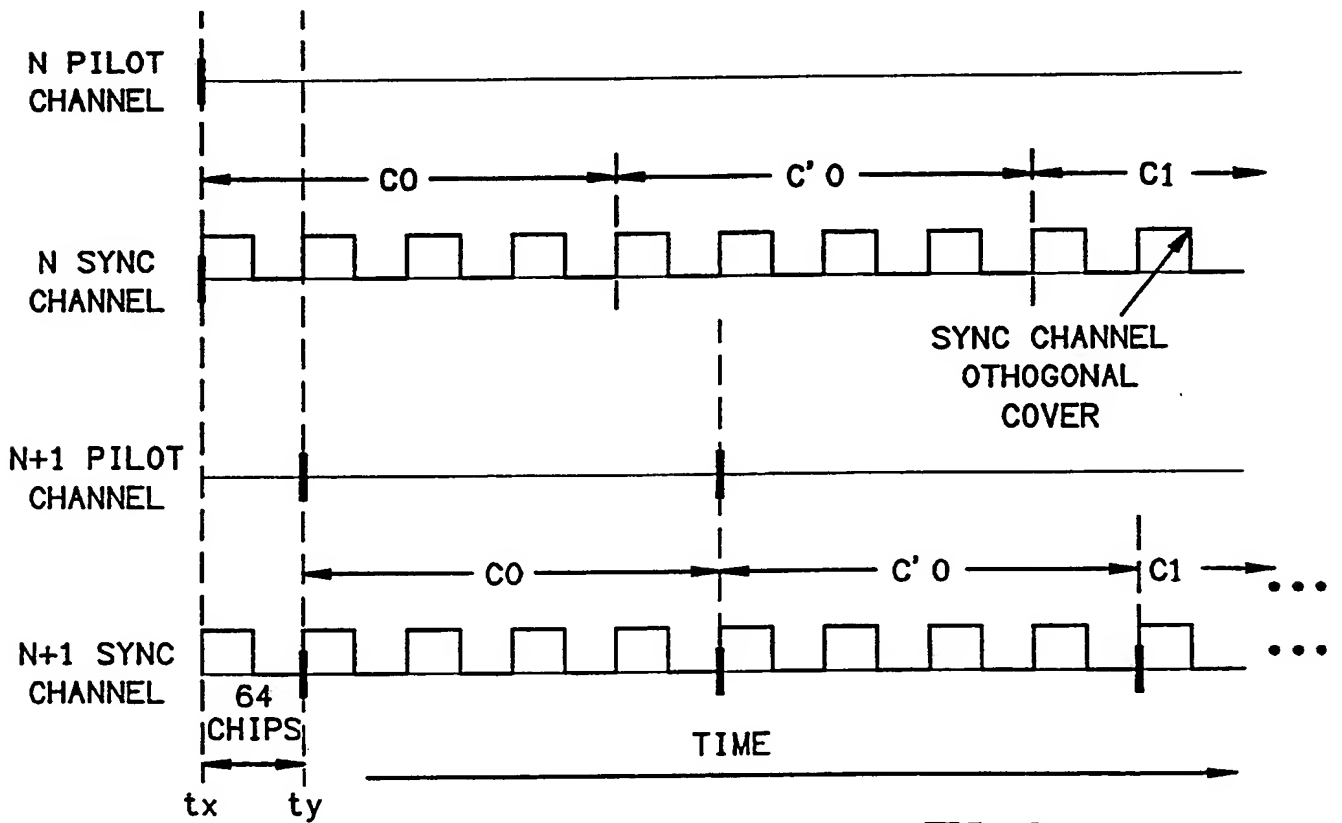 N PILOT
CHANNEL
C0
C'0
C1
N SYNC
CHANNEL
SYNC CHANNEL
OTHOGONAL
COVER
N+1 PILOT
CHANNEL
C0
C'0
C1
...
N+1 SYNC
CHANNEL
...
64
CHIPS
TIME
tx
ty